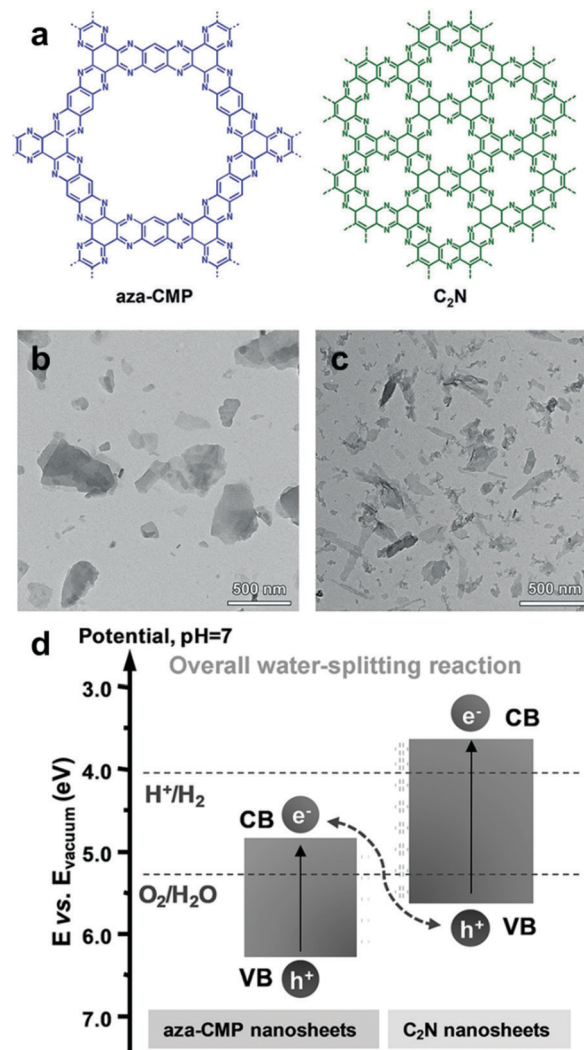 a
aza-CMP
C₂N
b
500 nm
c
500 nm
d
Potential, pH=7
Overall water-splitting reaction
E vs. Evacuum (eV)
3.0
4.0
5.0
6.0
7.0
H⁺/H₂
O₂/H₂O
CB
e⁻
VB
h⁺
e⁻
CB
h⁺
VB
aza-CMP nanosheets
C₂N nanosheets